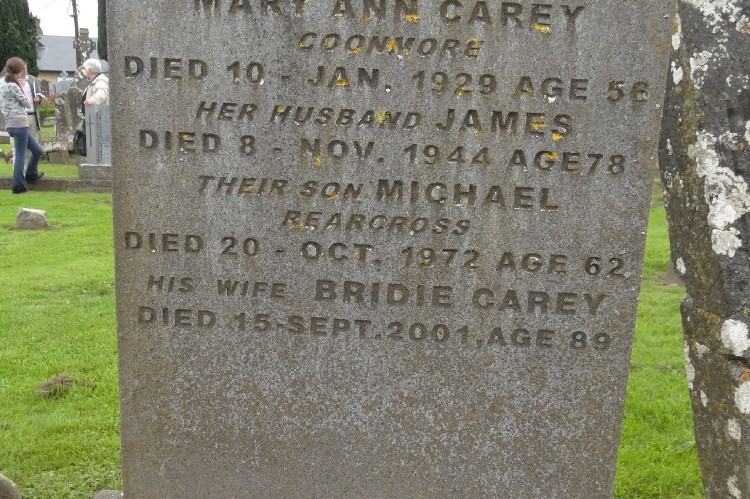 MARY ANN CAREY
COONMORE
DIED 10 - JAN. 1929 AGE 56
HER HUSBAND JAMES
DIED 8 - NOV. 1944 AGE 78
THEIR SON MICHAEL
REARCROSS
DIED 20 - OCT. 1972 AGE 62
HIS WIFE BRIDIE CAREY
DIED 15-SEPT. 2001, AGE 89